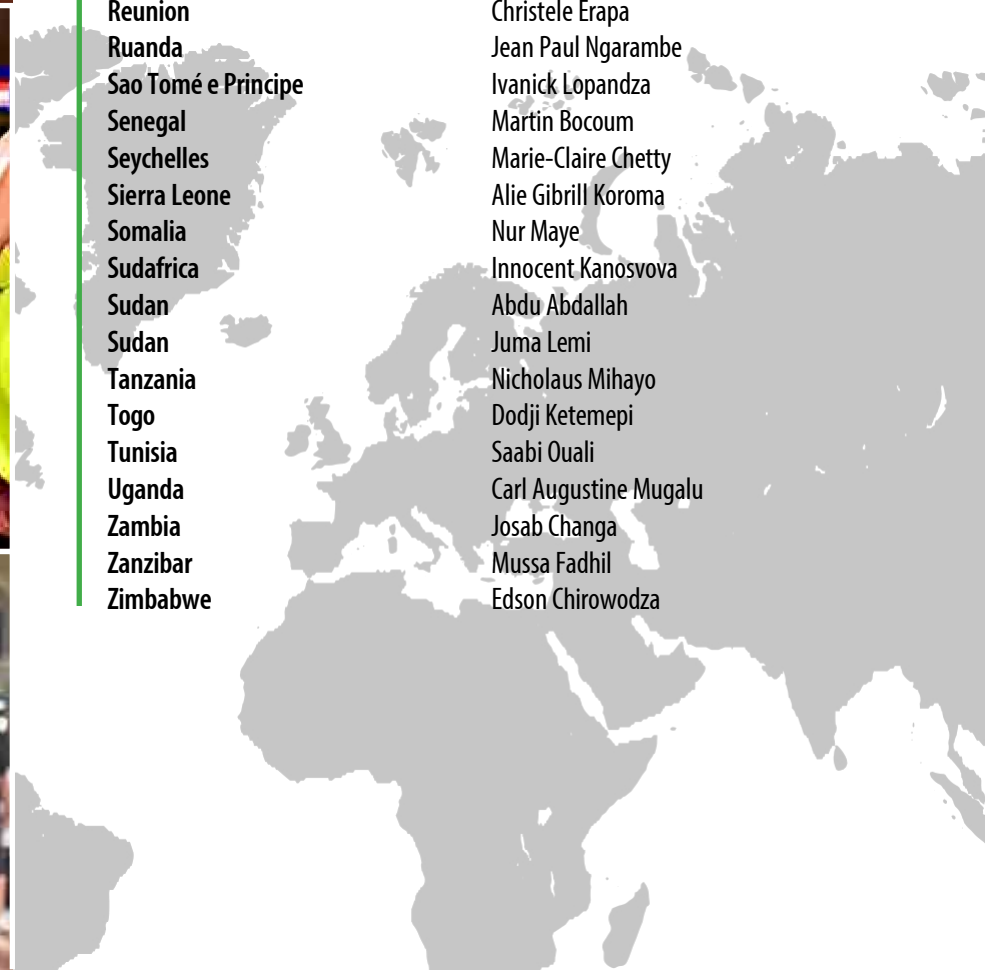 Reunion Christele Erapa
Ruanda Jean Paul Ngarambe
Sao Tomé e Principe Ivanick Lopandza
Senegal Martin Bocoum
Seychelles Marie-Claire Chetty
Sierra Leone Alie Gibrill Koroma
Somalia Nur Maye
Sudafrica Innocent Kanosvova
Sudan Abdu Abdallah
Sudan Juma Lemi
Tanzania Nicholaus Mihayo
Togo Dodji Ketemepi
Tunisia Saabi Ouali
Uganda Carl Augustine Mugalu
Zambia Josab Changa
Zanzibar Mussa Fadhil
Zimbabwe Edson Chirowodza